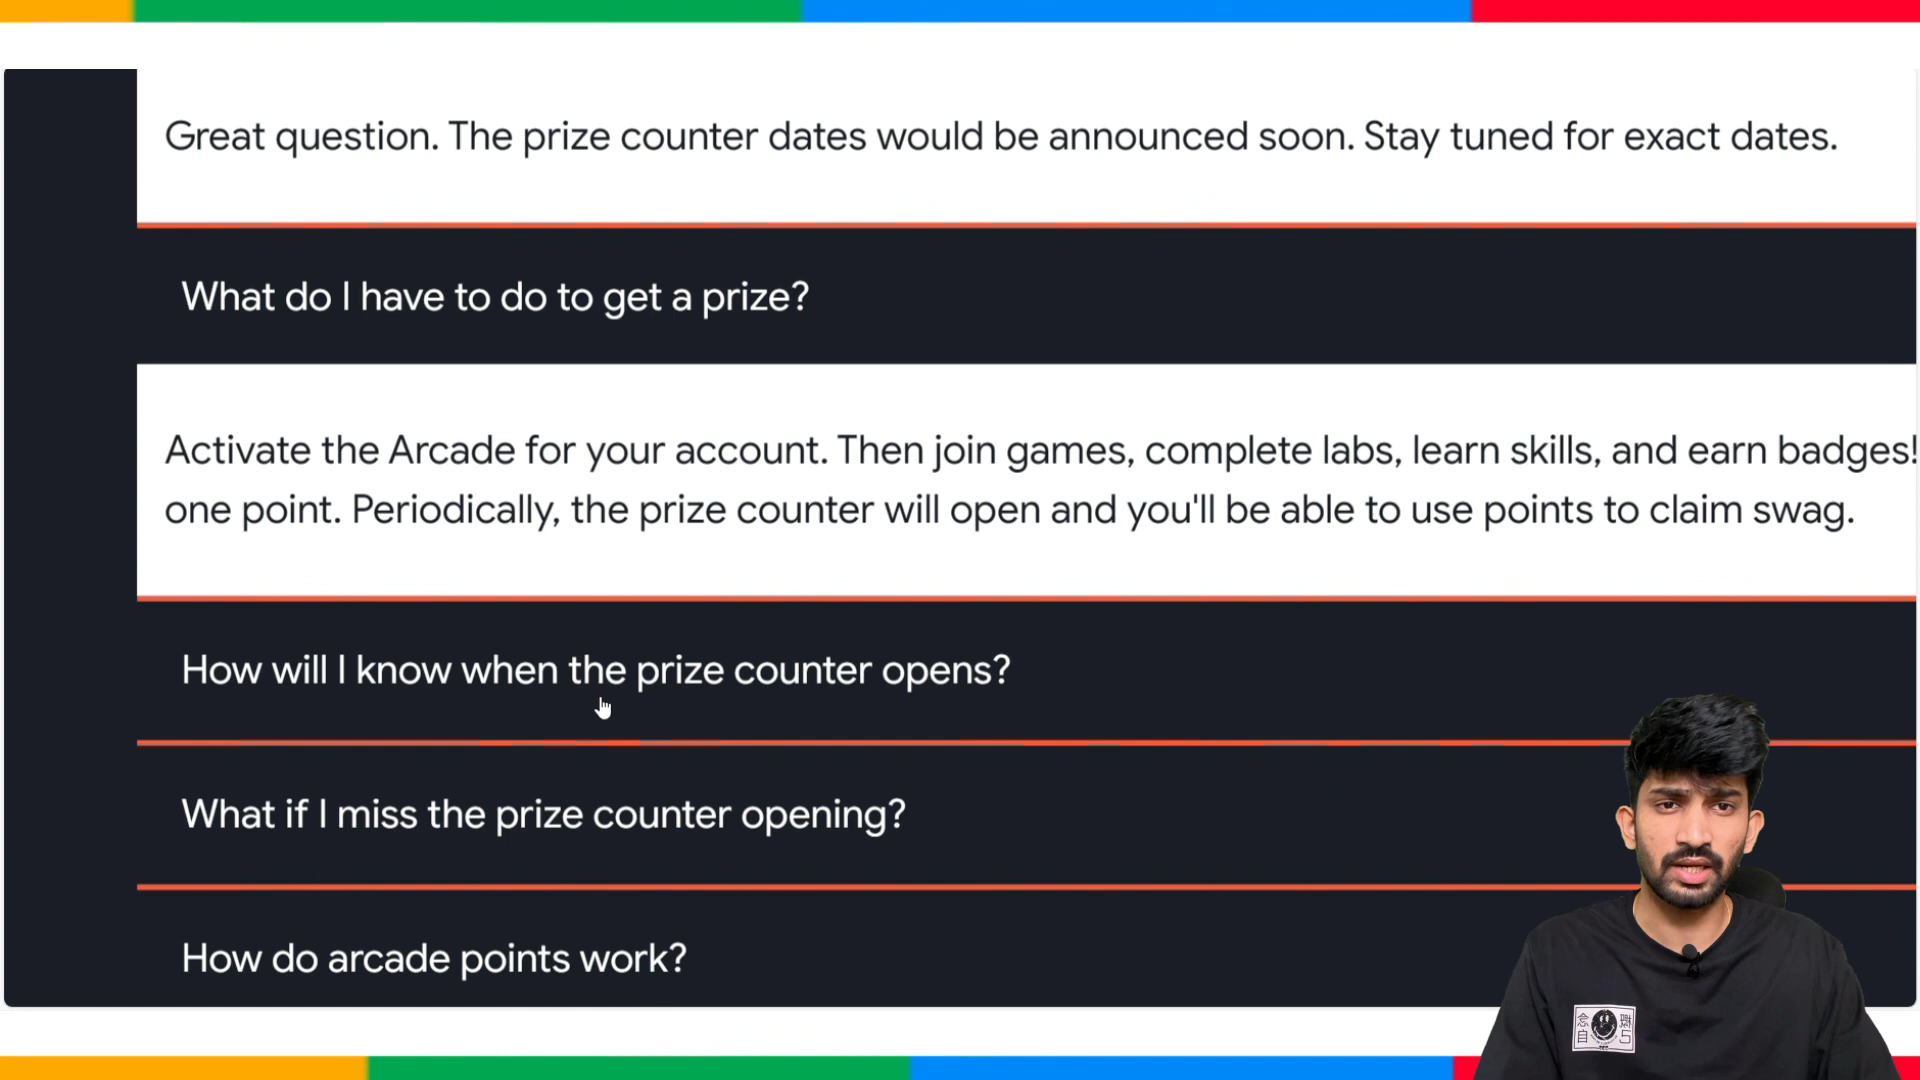 Great question. The prize counter dates would be announced soon. Stay tuned for exact dates.
What do I have to do to get a prize?
Activate the Arcade for your account. Then join games, complete labs, learn skills, and earn badges!
one point. Periodically, the prize counter will open and you'll be able to use points to claim swag.
How will I know when the prize counter opens?
What if I miss the prize counter opening?
How do arcade points work?